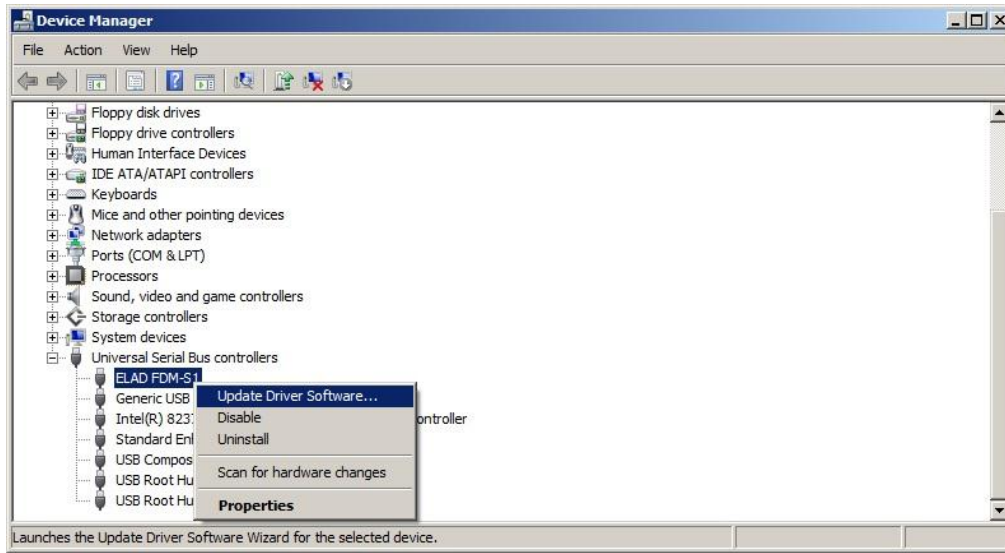 Device Manager
File Action View Help
Floppy disk drives
Floppy drive controllers
Human Interface Devices
IDE ATA/ATAPI controllers
Keyboards
Mice and other pointing devices
Network adapters
Ports (COM & LPT)
Processors
Sound, video and game controllers
Storage controllers
System devices
Universal Serial Bus controllers
ELAD FDM-S1
Generic USB
Update Driver Software...
Intel(R) 823
Disable
ontroller
Standard Enl
Uninstall
USB Compos
Scan for hardware changes
USB Root Hu
USB Root Hu
Properties
Launches the Update Driver Software Wizard for the selected device.